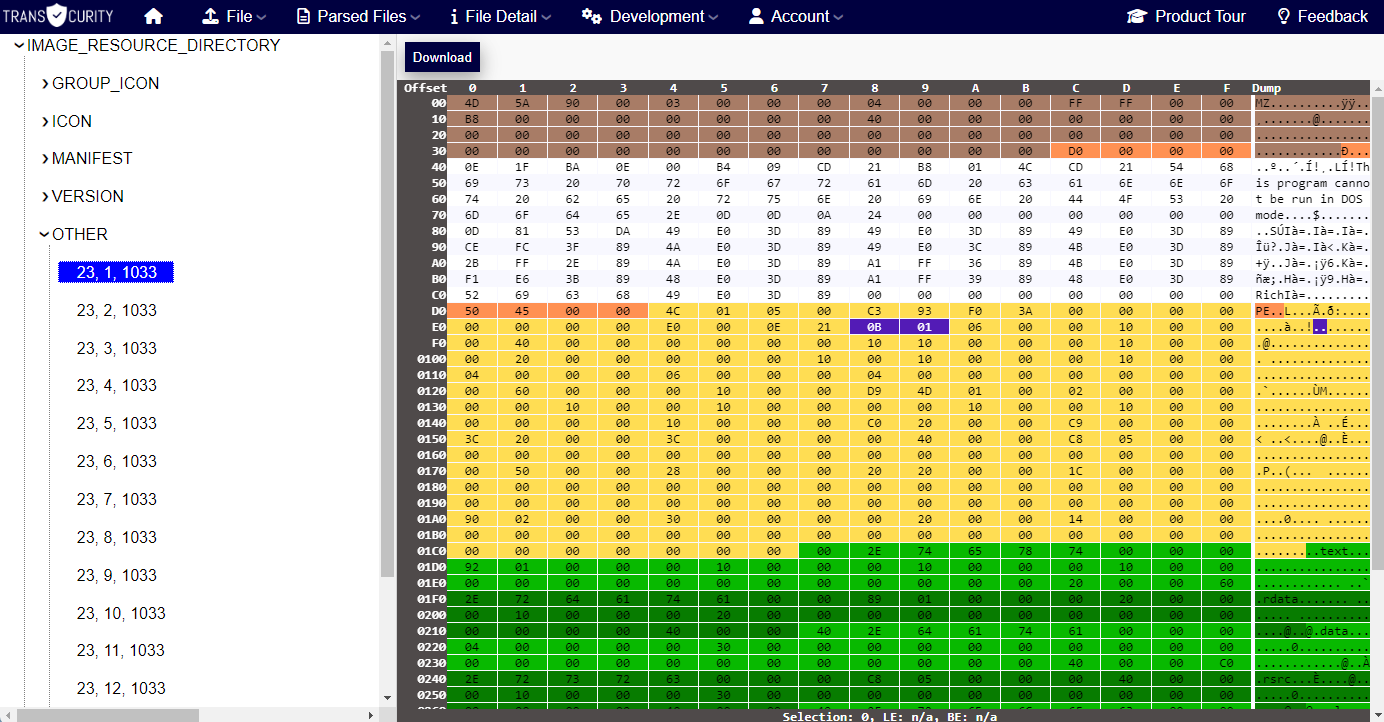 TRANSCURITY File Parsed Files File Detail Development Account Product Tour Feedback
IMAGE_RESOURCE_DIRECTORY
GROUP_ICON
ICON
MANIFEST
VERSION
OTHER
23, 1, 1033
23, 2, 1033
23, 3, 1033
23, 4, 1033
23, 5, 1033
23, 6, 1033
23, 7, 1033
23, 8, 1033
23, 9, 1033
23, 10, 1033
23, 11, 1033
23, 12, 1033
Download
Offset 0 1 2 3 4 5 6 7 8 9 A B C D E F Dump
00 4D 5A 90 00 03 00 00 00 04 00 00 00 FF FF 00 00 MZ..........ÿÿ..
10 B8 00 00 00 00 00 00 00 40 00 00 00 00 00 00 00 ........@.......
20 00 00 00 00 00 00 00 00 00 00 00 00 00 00 00 00 ................
30 00 00 00 00 00 00 00 00 00 00 00 00 D0 00 00 00 ............Ð...
40 0E 1F BA 0E 00 B4 09 CD 21 B8 01 4C CD 21 54 68 ..º..´.Í!¸.LÍ!Th
50 69 73 20 70 72 6F 67 72 61 6D 20 63 61 6E 6E 6F is program canno
60 74 20 62 65 20 72 75 6E 20 69 6E 20 44 4F 53 20 t be run in DOS
70 6D 6F 64 65 2E 0D 0D 0A 24 00 00 00 00 00 00 00 mode....$.......
80 0D 81 53 DA 49 E0 3D 89 49 E0 3D 89 49 E0 3D 89 ..SÚIà=.Ià=.Ià=.
90 CE FC 3F 89 4A E0 3D 89 49 E0 3C 89 4B E0 3D 89 Îü?.Jà=.Ià<.Kà=.
A0 2B FF 2E 89 4A E0 3D 89 A1 FF 36 89 4B E0 3D 89 +ÿ..Jà=.¡ÿ6.Kà=.
B0 F1 E6 3B 89 48 E0 3D 89 A1 FF 39 89 48 E0 3D 89 ñæ;.Hà=.¡ÿ9.Hà=.
C0 52 69 63 68 49 E0 3D 89 00 00 00 00 00 00 00 00 RichIà=.........
D0 50 45 00 00 4C 01 05 00 C3 93 F0 3A 00 00 00 00 PE..L...Ã.ð:....
E0 00 00 00 00 E0 00 0E 21 0B 01 06 00 00 10 00 00 ....à..!........
F0 00 40 00 00 00 00 00 00 10 10 00 00 00 10 00 00 .@..............
0100 00 20 00 00 00 00 00 10 00 10 00 00 00 10 00 00 . ..............
0110 04 00 00 00 06 00 00 00 04 00 00 00 00 00 00 00 ................
0120 00 60 00 00 00 10 00 00 D9 4D 01 00 02 00 00 00 .`......ÙM......
0130 00 00 10 00 00 10 00 00 00 00 10 00 00 10 00 00 ................
0140 00 00 00 00 10 00 00 00 C0 20 00 00 C9 00 00 00 ........À ..É...
0150 3C 20 00 00 3C 00 00 00 00 40 00 00 C8 05 00 00 < ..<....@..È...
0160 00 00 00 00 00 00 00 00 00 00 00 00 00 00 00 00 ................
0170 00 50 00 00 28 00 00 00 20 20 00 00 1C 00 00 00 .P..(... ......
0180 00 00 00 00 00 00 00 00 00 00 00 00 00 00 00 00 ................
0190 00 00 00 00 00 00 00 00 00 00 00 00 00 00 00 00 ................
01A0 90 02 00 00 30 00 00 00 00 20 00 00 14 00 00 00 ....0.... ......
01B0 00 00 00 00 00 00 00 00 00 00 00 00 00 00 00 00 ................
01C0 00 00 00 00 00 00 00 00 2E 74 65 78 74 00 00 00 .........text...
01D0 92 01 00 00 00 10 00 00 00 10 00 00 00 10 00 00 ................
01E0 00 00 00 00 00 00 00 00 00 00 00 00 20 00 00 60 ............ ..`
01F0 2E 72 64 61 74 61 00 00 89 01 00 00 00 20 00 00 .rdata....... ..
0200 00 10 00 00 00 20 00 00 00 00 00 00 00 00 00 00 ..... ..........
0210 00 00 00 00 40 00 00 40 2E 64 61 74 61 00 00 00 ....@..@.data...
0220 04 00 00 00 00 30 00 00 00 00 00 00 00 00 00 00 .....0..........
0230 00 00 00 00 00 00 00 00 00 00 00 00 40 00 00 C0 ............@..À
0240 2E 72 73 72 63 00 00 00 C8 05 00 00 00 40 00 00 .rsrc...È....@..
0250 00 10 00 00 00 30 00 00 00 00 00 00 00 00 00 00 .....0..........
Selection: 0, LE: n/a, BE: n/a